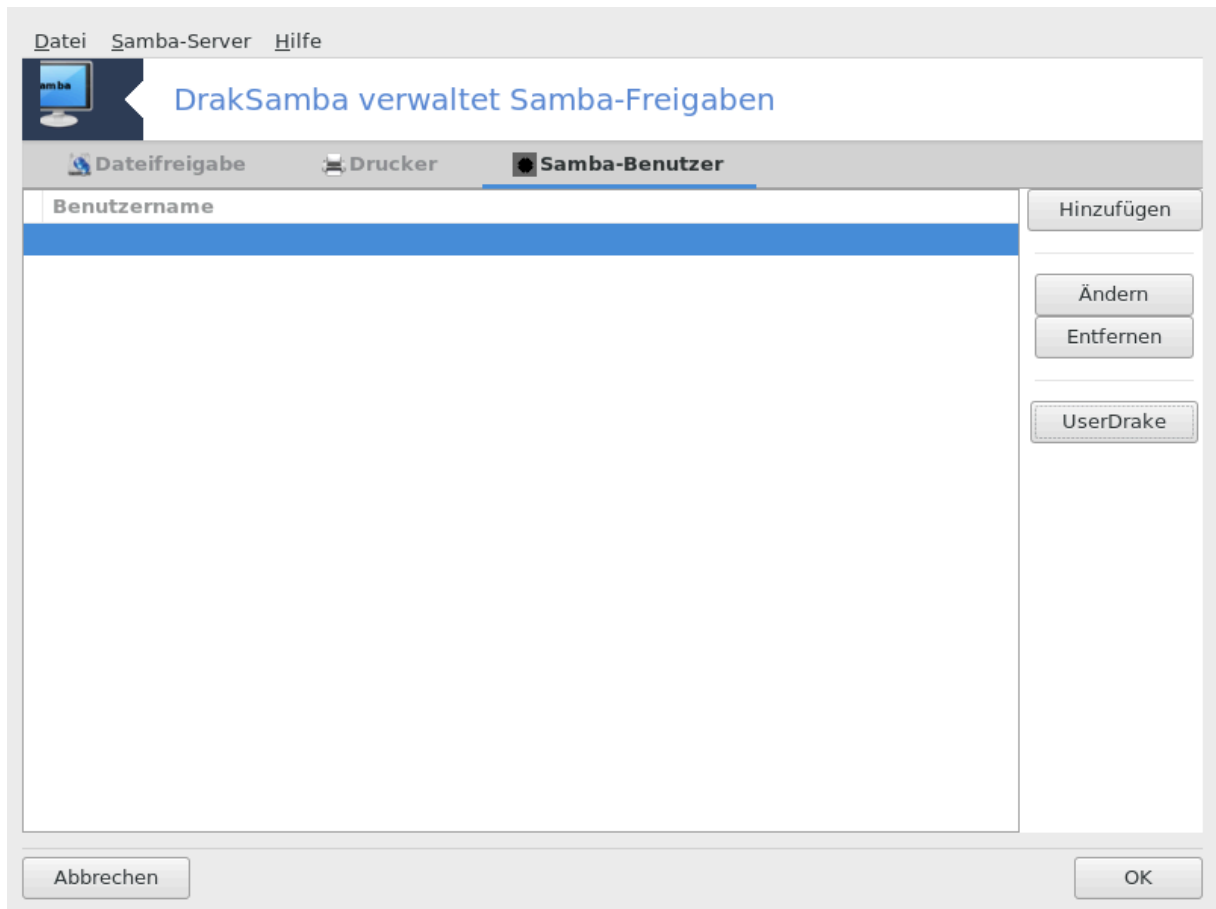 Datei Samba-Server Hilfe
amba
DrakSamba verwaltet Samba-Freigaben
Dateifreigabe Drucker Samba-Benutzer
Benutzername
Hinzufügen
Ändern
Entfernen
UserDrake
Abbrechen OK